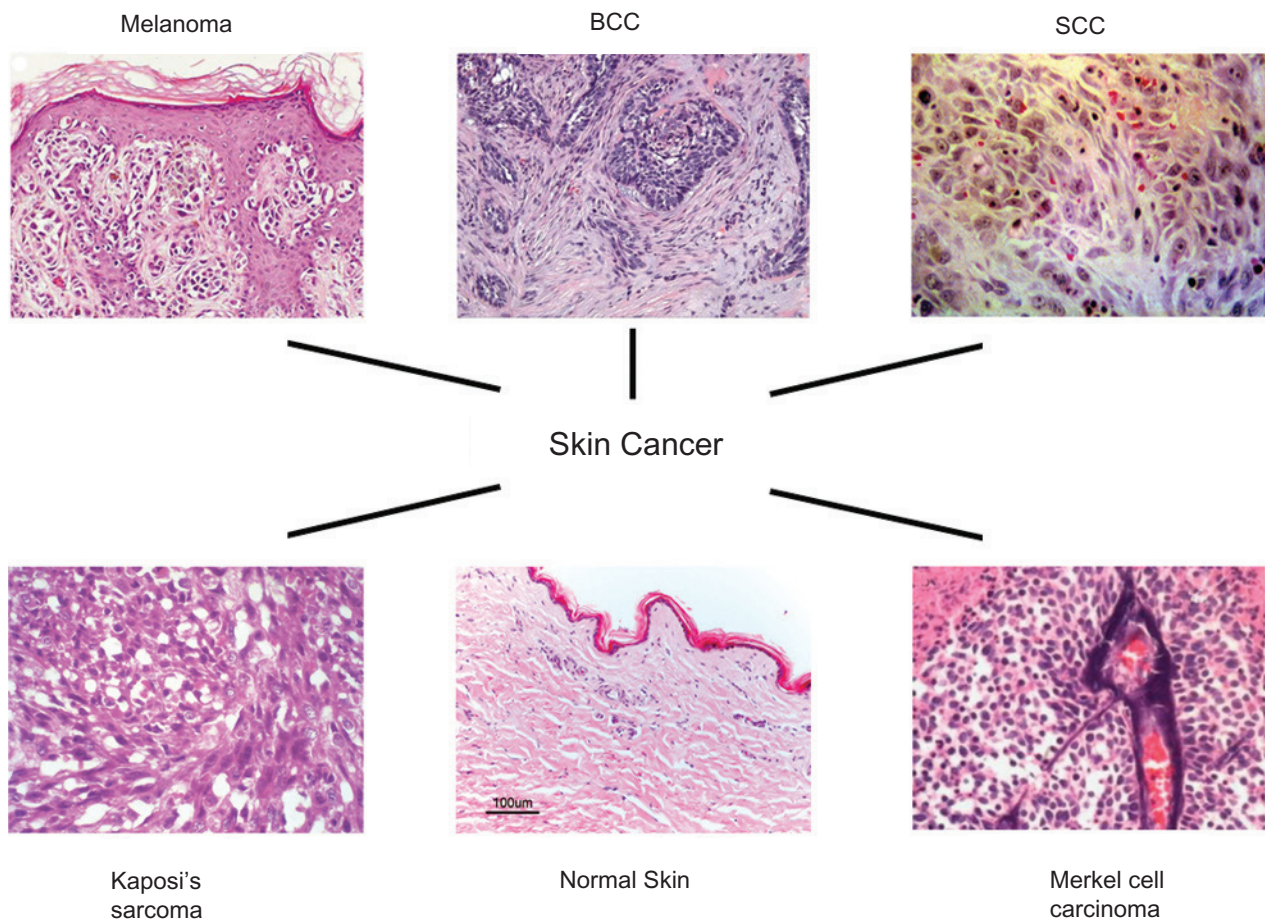 Melanoma
BCC
SCC
Skin Cancer
100um
Kaposi's
sarcoma
Normal Skin
Merkel cell
carcinoma